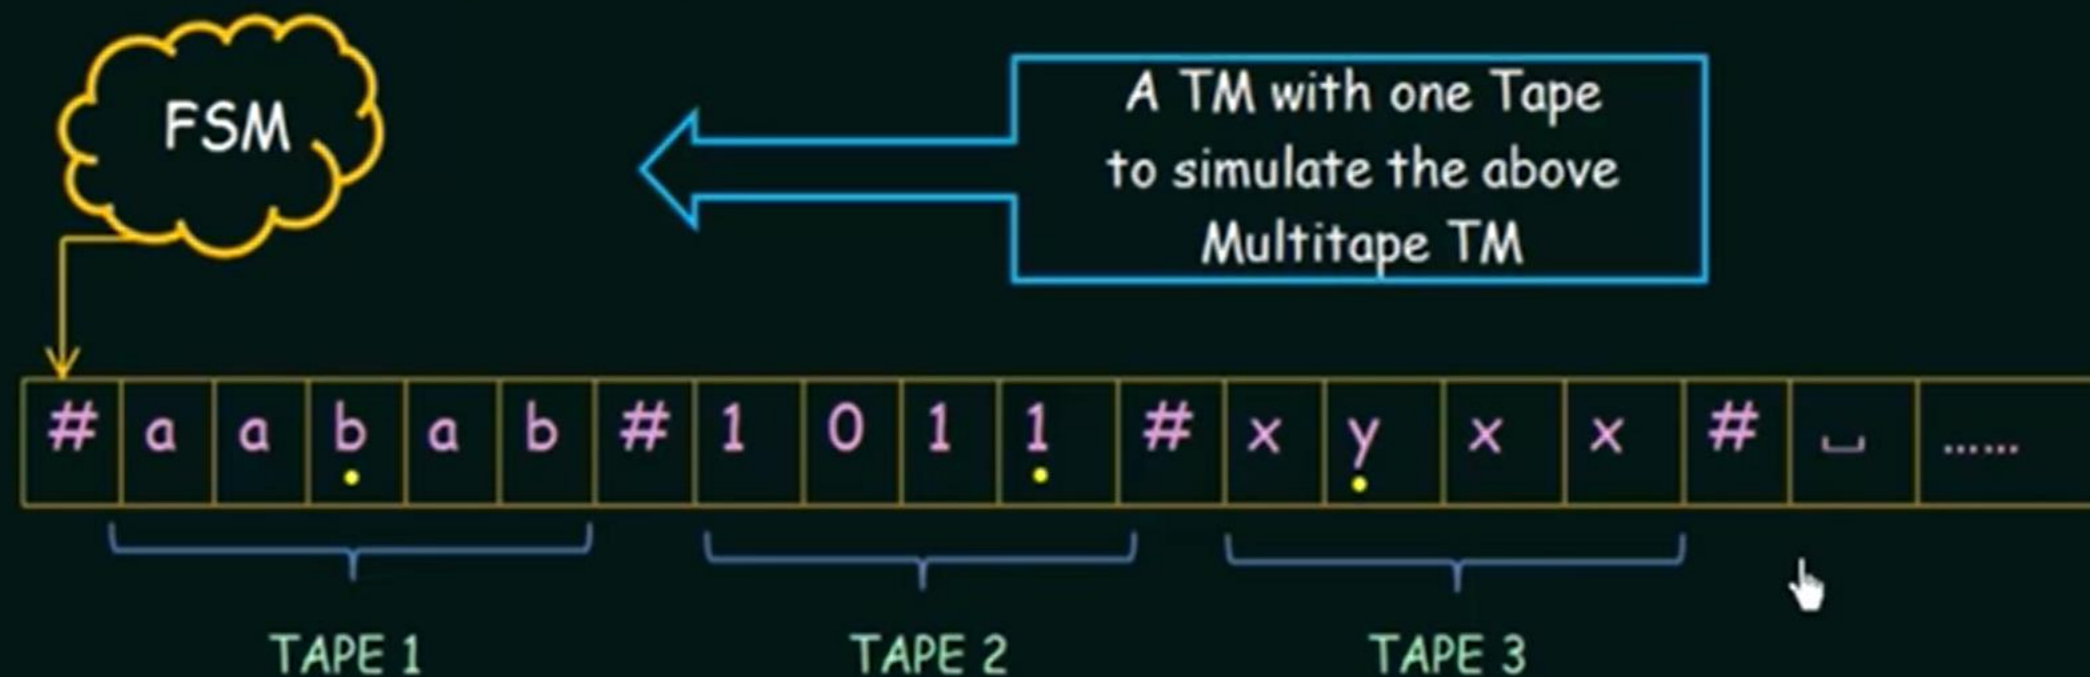 FSM
A TM with one Tape
to simulate the above
Multitape TM
# a a b a b # 1 0 1 1 # x y x x # ⎵ ......
TAPE 1 TAPE 2 TAPE 3